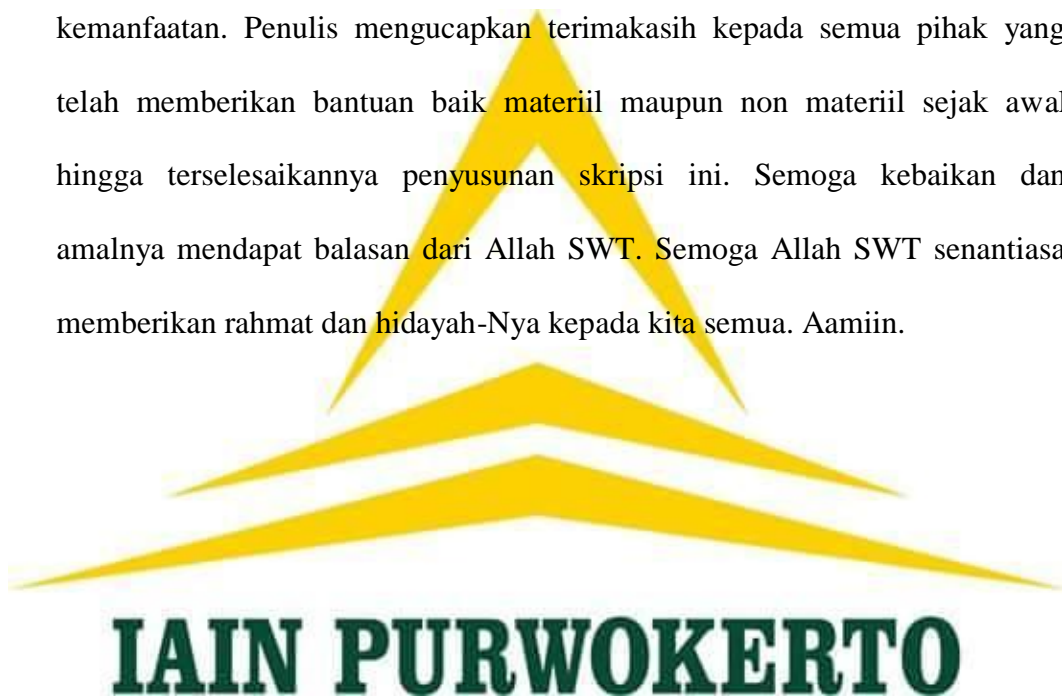 kemanfaatan. Penulis mengucapkan terimakasih kepada semua pihak yang
telah memberikan bantuan baik materiil maupun non materiil sejak awal
hingga terselesaikannya penyusunan skripsi ini. Semoga kebaikan dan
amalnya mendapat balasan dari Allah SWT. Semoga Allah SWT senantiasa
memberikan rahmat dan hidayah-Nya kepada kita semua. Aamiin.
IAIN PURWOKERTO